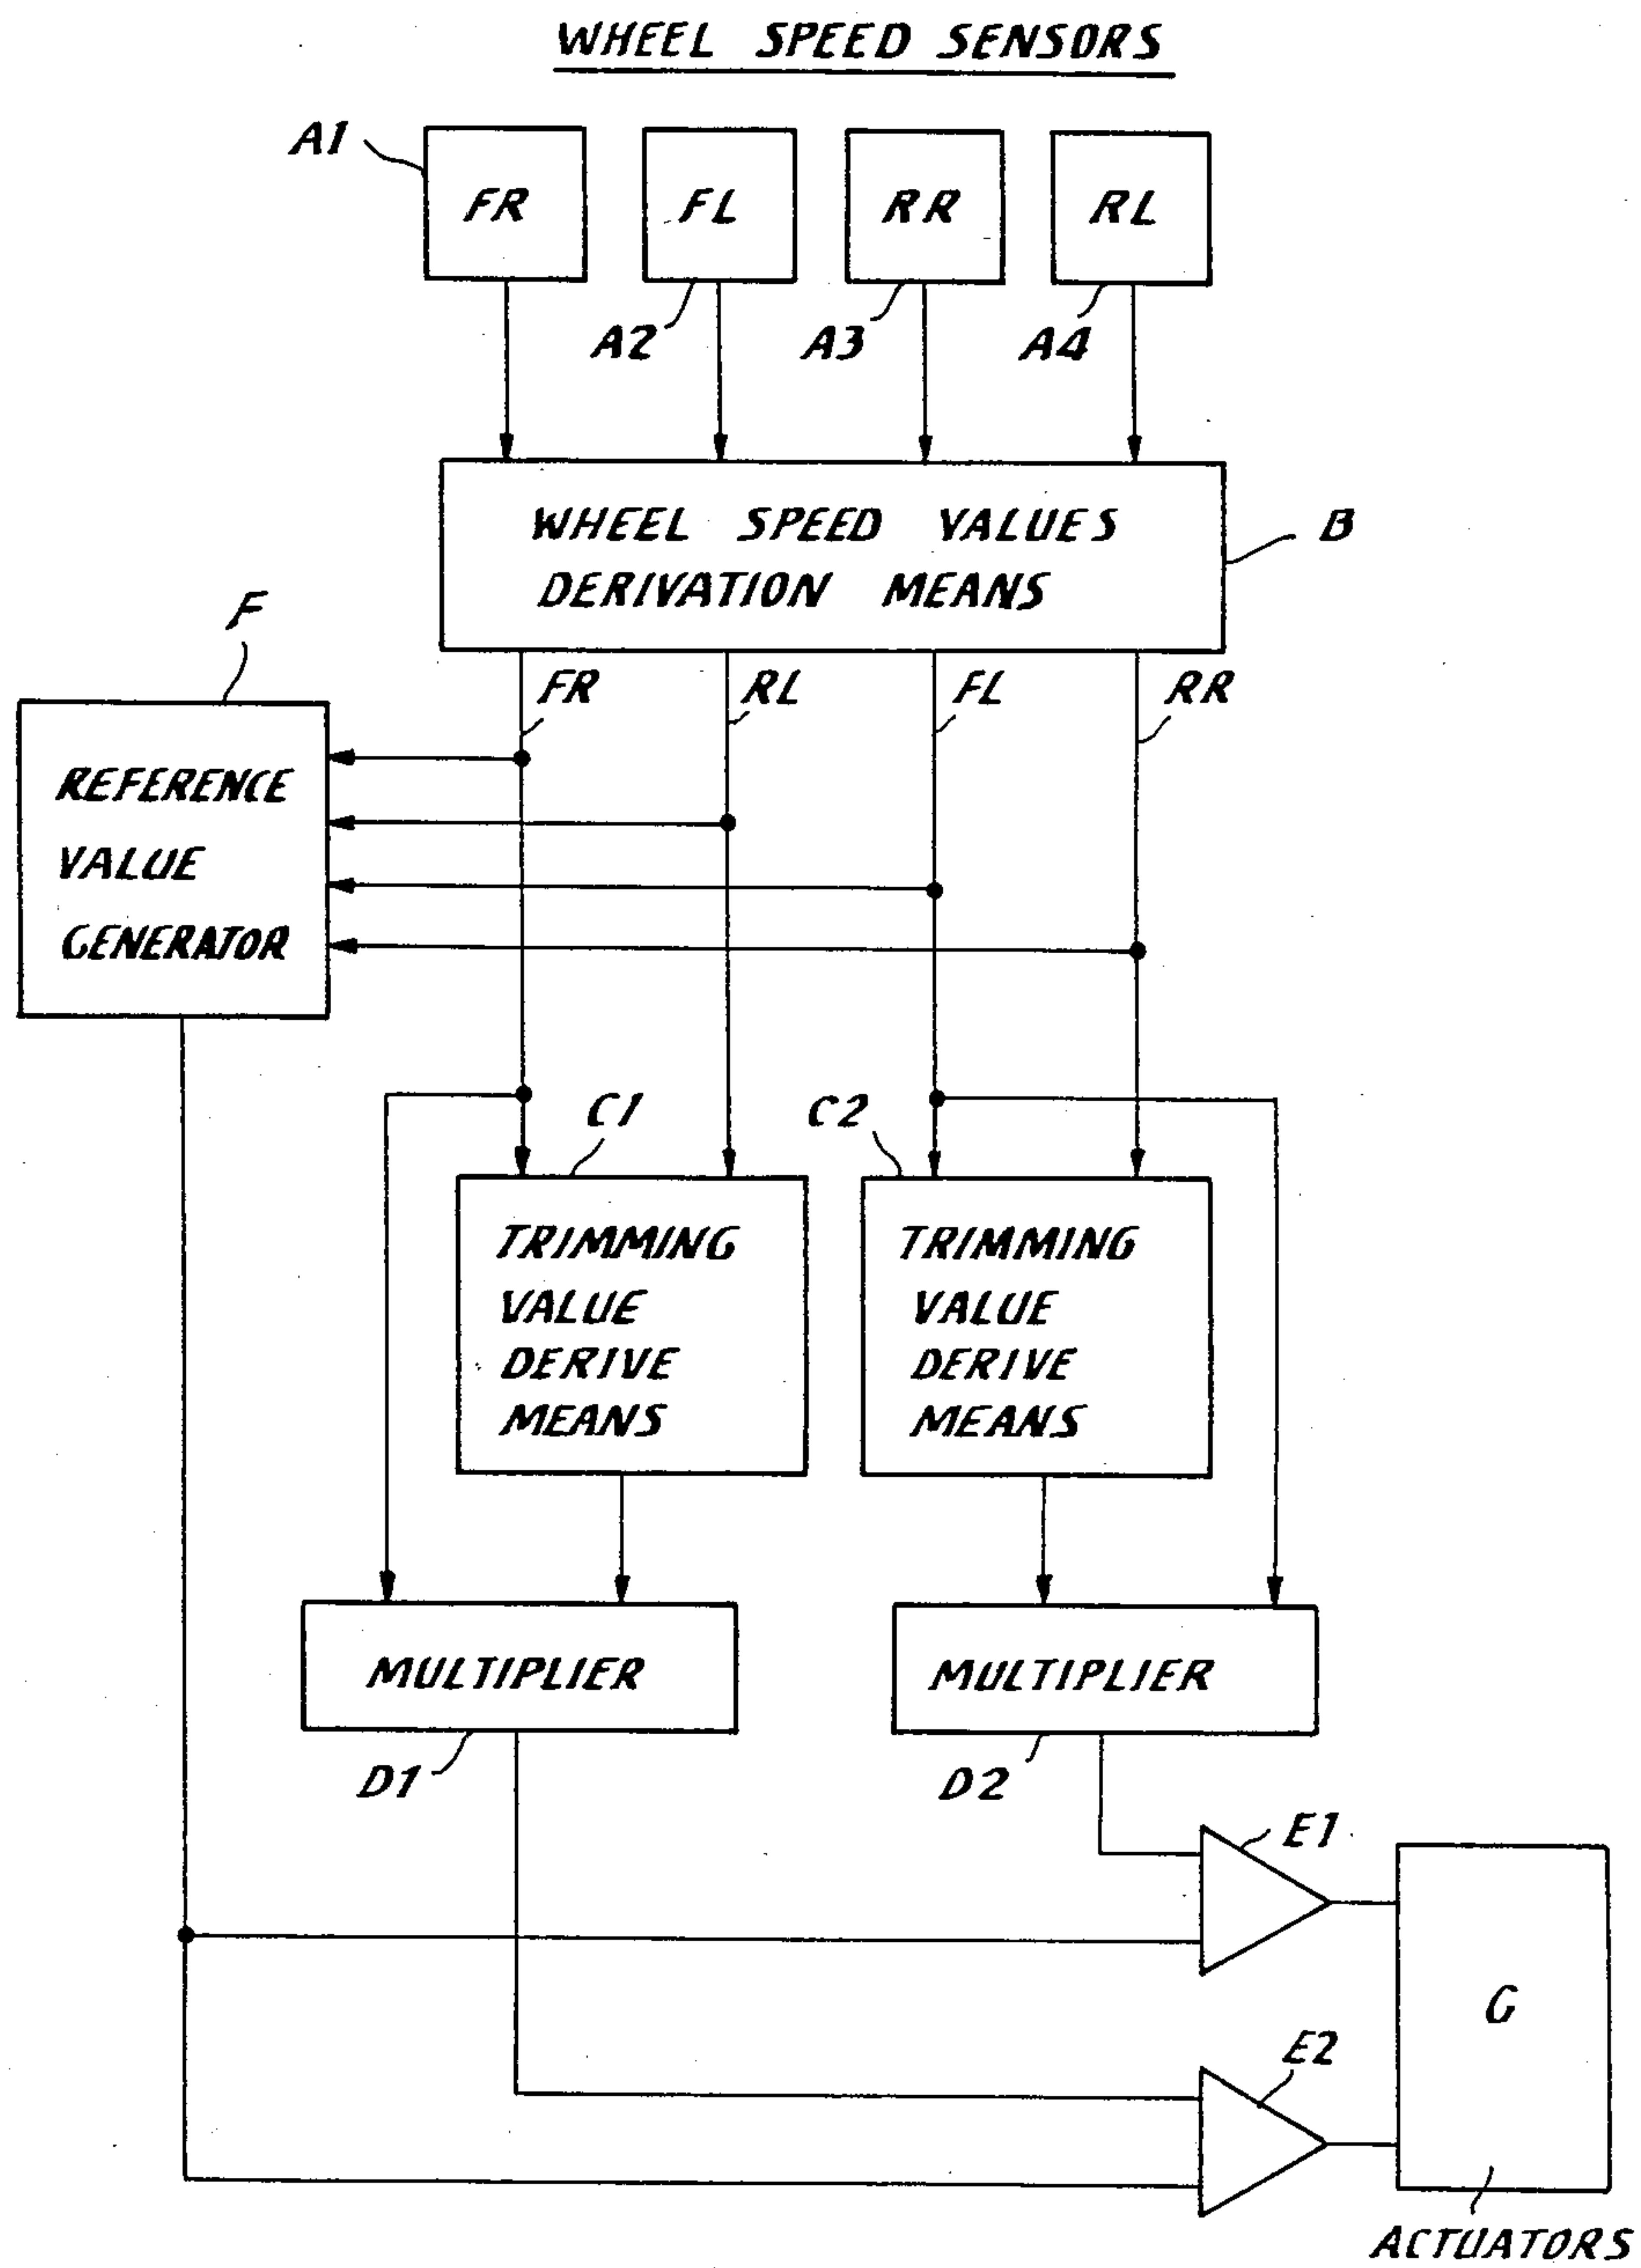 WHEEL SPEED SENSORS
A1
FR
FL
RR
RL
A2
A3
A4
WHEEL SPEED VALUES
DERIVATION MEANS
B
F
FR
RL
FL
RR
REFERENCE
VALUE
GENERATOR
C1
C2
TRIMMING
VALUE
DERIVE
MEANS
TRIMMING
VALUE
DERIVE
MEANS
MULTIPLIER
MULTIPLIER
D1
D2
E1
G
E2
ACTUATORS